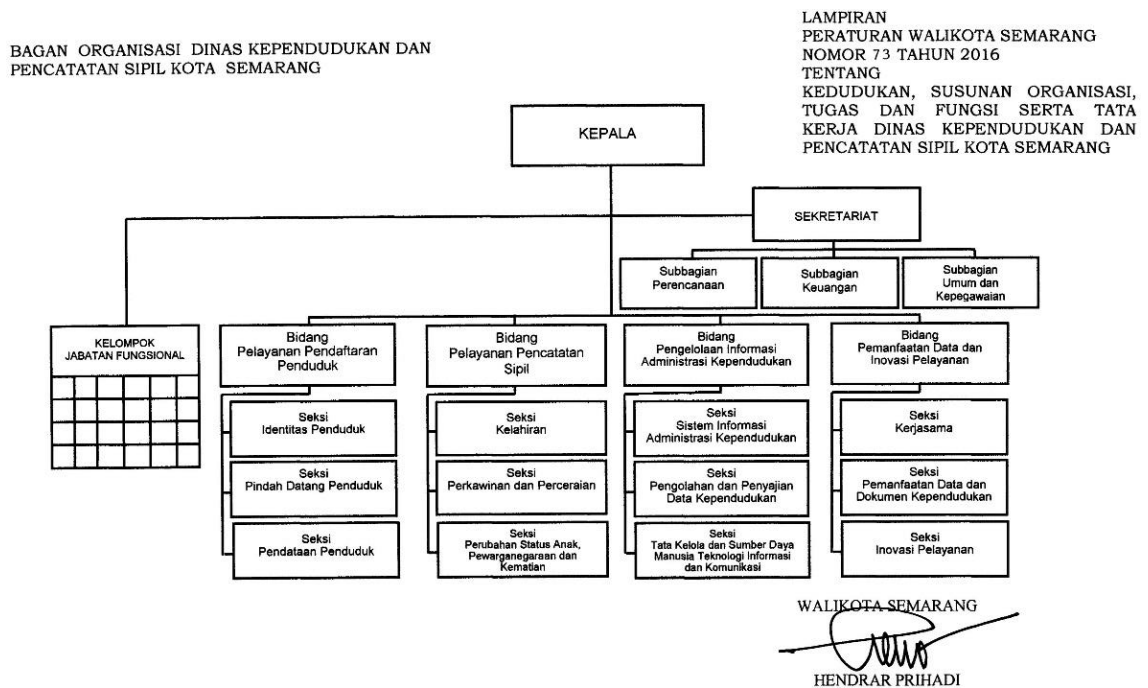 BAGAN ORGANISASI DINAS KEPENDUDUKAN DAN
PENCATATAN SIPIL KOTA SEMARANG
LAMPIRAN
PERATURAN WALIKOTA SEMARANG
NOMOR 73 TAHUN 2016
TENTANG
KEDUDUKAN, SUSUNAN ORGANISASI,
TUGAS DAN FUNGSI SERTA TATA
KERJA DINAS KEPENDUDUKAN DAN
PENCATATAN SIPIL KOTA SEMARANG
KEPALA
SEKRETARIAT
Subbagian
Perencanaan
Subbagian
Keuangan
Subbagian
Umum dan
Kepegawaian
KELOMPOK
JABATAN FUNGSIONAL
Bidang
Pelayanan Pendaftaran
Penduduk
Seksi
Identitas Penduduk
Seksi
Pindah Datang Penduduk
Seksi
Pendataan Penduduk
Bidang
Pelayanan Pencatatan
Sipil
Seksi
Kelahiran
Seksi
Perkawinan dan Perceraian
Seksi
Perubahan Status Anak,
Pewarganegaraan dan
Kematian
Bidang
Pengelolaan Informasi
Administrasi Kependudukan
Seksi
Sistem Informasi
Administrasi Kependudukan
Seksi
Pengolahan dan Penyajian
Data Kependudukan
Seksi
Tata Kelola dan Sumber Daya
Manusia Teknologi Informasi
dan Komunikasi
Bidang
Pemanfaatan Data dan
Inovasi Pelayanan
Seksi
Kerjasama
Seksi
Pemanfaatan Data dan
Dokumen Kependudukan
Seksi
Inovasi Pelayanan
WALIKOTA SEMARANG
HENDRAR PRIHADI